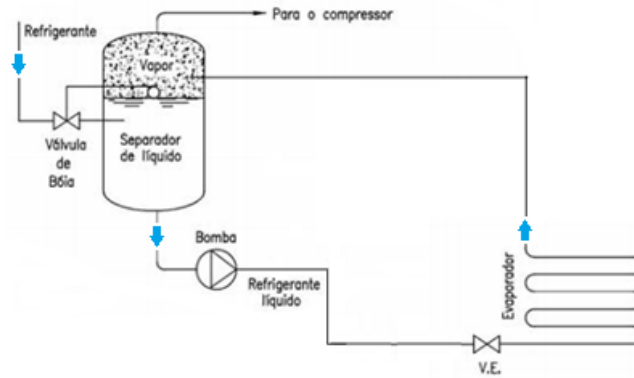 Para o compressor
Refrigerante
Vapor
Separador
de líquido
Válvula
de
Bóia
Bomba
Refrigerante
líquido
Evaporador
V.E.